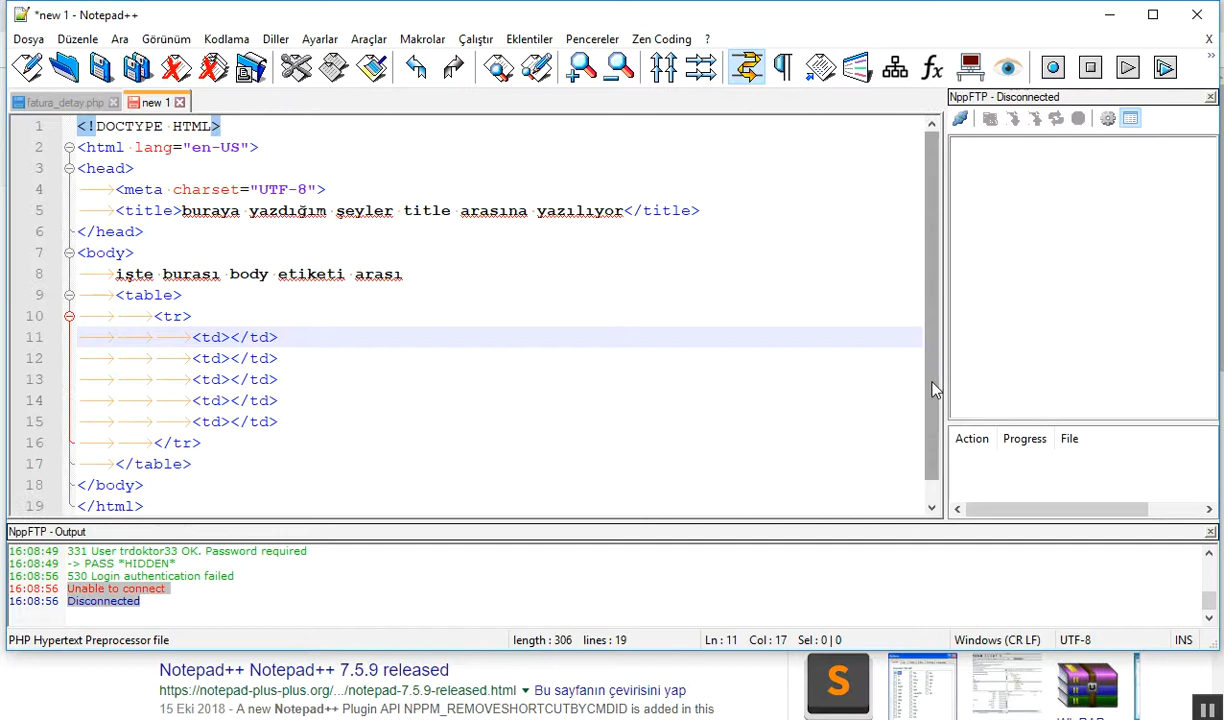 *new 1 - Notepad++
Dosya Düzenle Ara Görünüm Kodlama Diller Ayarlar Araçlar Makrolar Çalıştır Eklentiler Pencereler Zen Coding ? X
fatura_detay.php new 1
NppFTP - Disconnected
1 <!DOCTYPE HTML>
2 <html lang="en-US">
3 <head>
4 <meta charset="UTF-8">
5 <title>buraya yazdığım şeyler title arasına yazılıyor</title>
6 </head>
7 <body>
8 işte burası body etiketi arası
9 <table>
10 <tr>
11 <td></td>
12 <td></td>
13 <td></td>
14 <td></td>
15 <td></td>
16 </tr>
17 </table>
18 </body>
19 </html>
Action Progress File
NppFTP - Output
16:08:49 331 User trdoktor33 OK. Password required
16:08:49 -> PASS *HIDDEN*
16:08:56 530 Login authentication failed
16:08:56 Unable to connect
16:08:56 Disconnected
PHP Hypertext Preprocessor file length : 306 lines : 19 Ln : 11 Col : 17 Sel : 0 | 0 Windows (CR LF) UTF-8 INS
Notepad++ Notepad++ 7.5.9 released
https://notepad-plus-plus.org/.../notepad-7.5.9-released.html ▾ Bu sayfanın çevirisini yap
15 Eki 2018 - A new Notepad++ Plugin API NPPM_REMOVESHORTCUTBYCMDID is added in this